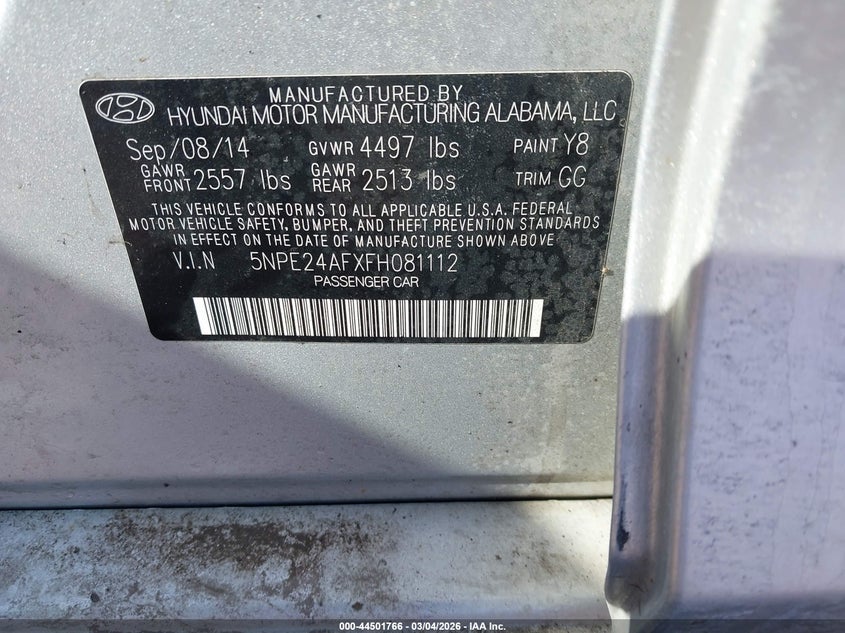 MANUFACTURED BY
HYUNDAI MOTOR MANUFACTURING ALABAMA, LLC
Sep/08/14 GVWR 4497 lbs PAINT Y8
GAWR FRONT 2557 lbs GAWR REAR 2513 lbs TRIM GG
THIS VEHICLE CONFORMS TO ALL APPLICABLE U.S.A. FEDERAL
MOTOR VEHICLE SAFETY, BUMPER, AND THEFT PREVENTION STANDARDS
IN EFFECT ON THE DATE OF MANUFACTURE SHOWN ABOVE
V.I.N 5NPE24AFXFH081112
PASSENGER CAR
000-44501766 - 03/04/2026 - IAA Inc.